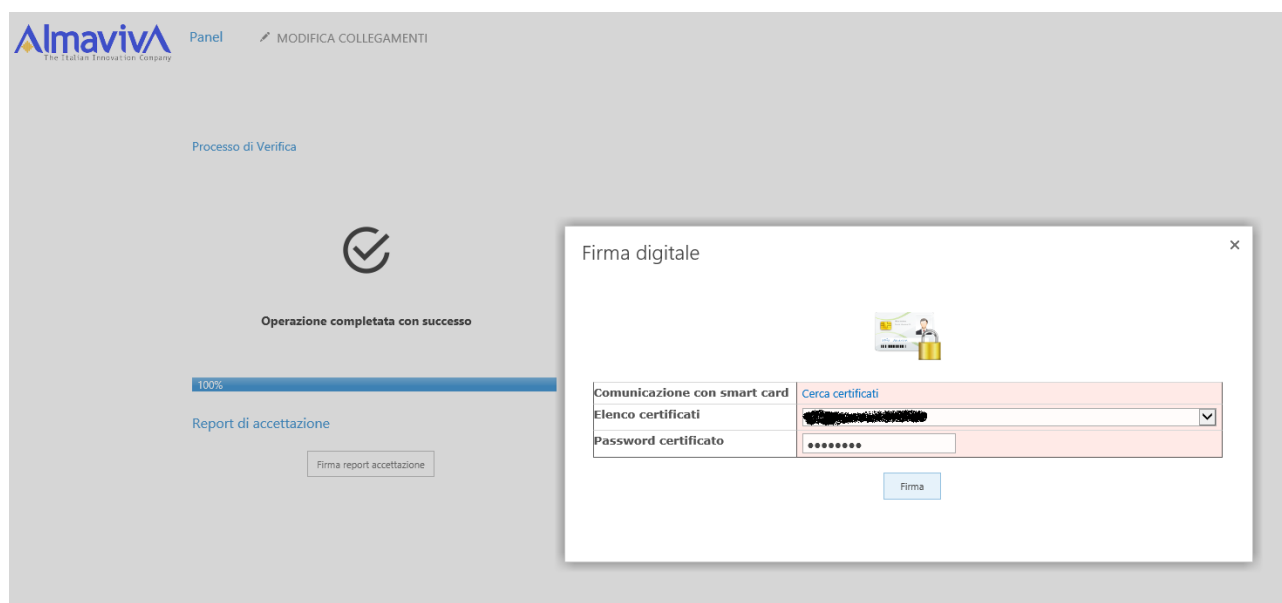 AlmavivA
The Italian Innovation Company
Panel
MODIFICA COLLEGAMENTI
Processo di Verifica
Operazione completata con successo
100%
Report di accettazione
Firma report accettazione
Firma digitale
Comunicazione con smart card Cerca certificati
Elenco certificati
Password certificato ●●●●●●●●
Firma